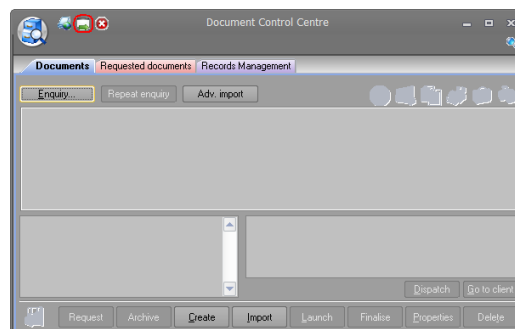 Document Control Centre
Documents Requested documents Records Management
Enquiry... Repeat enquiry Adv. import
Dispatch Go to client
Request Archive Create Import Launch Finalise Properties Delete